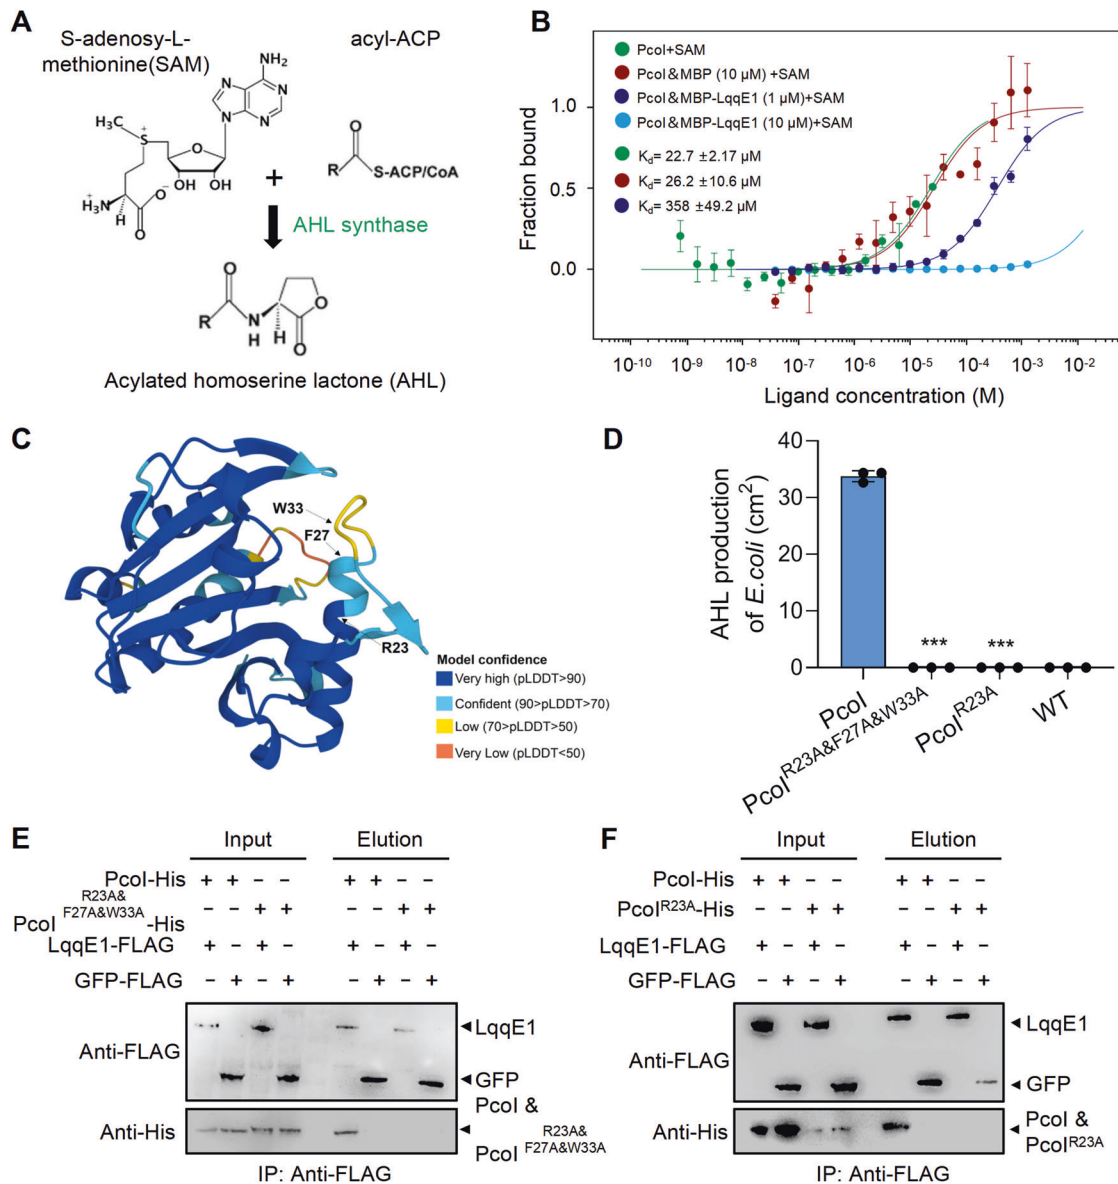 A
S-adenosy-L-
methionine(SAM)
acyl-ACP
NH2
N
N
N
N
H3C
S
+
O
OH
OH
O−
O
H3N
+
H
+
O
R
S-ACP/CoA
AHL synthase
O
R
N
H
H
O
O
Acylated homoserine lactone (AHL)
B
PcoI+SAM
PcoI&MBP (10 μM) +SAM
PcoI&MBP-LqqE1 (1 μM)+SAM
PcoI&MBP-LqqE1 (10 μM)+SAM
Kd= 22.7 ±2.17 μM
Kd= 26.2 ±10.6 μM
Kd= 358 ±49.2 μM
Fraction bound
1.0
0.5
0.0
10-10 10-9 10-8 10-7 10-6 10-5 10-4 10-3 10-2
Ligand concentration (M)
C
W33
F27
R23
Model confidence
Very high (pLDDT>90)
Confident (90>pLDDT>70)
Low (70>pLDDT>50)
Very Low (pLDDT<50)
D
AHL production
of E.coli (cm2)
40
30
20
10
0
*** ***
PcoI
PcoIR23A&F27A&W33A
PcoIR23A
WT
E
Input Elution
PcoI-His + + − − + + − −
R23A&
PcoI F27A&W33A -His − − + + − − + +
LqqE1-FLAG + − + − + − + −
GFP-FLAG − + − + − + − +
Anti-FLAG
LqqE1
GFP
Anti-His
PcoI &
PcoI R23A& F27A&W33A
IP: Anti-FLAG
F
Input Elution
PcoI-His + + − − + + − −
PcoIR23A-His − − + + − − + +
LqqE1-FLAG + − + − + − + −
GFP-FLAG − + − + − + − +
Anti-FLAG
LqqE1
GFP
Anti-His
PcoI &
PcoIR23A
IP: Anti-FLAG